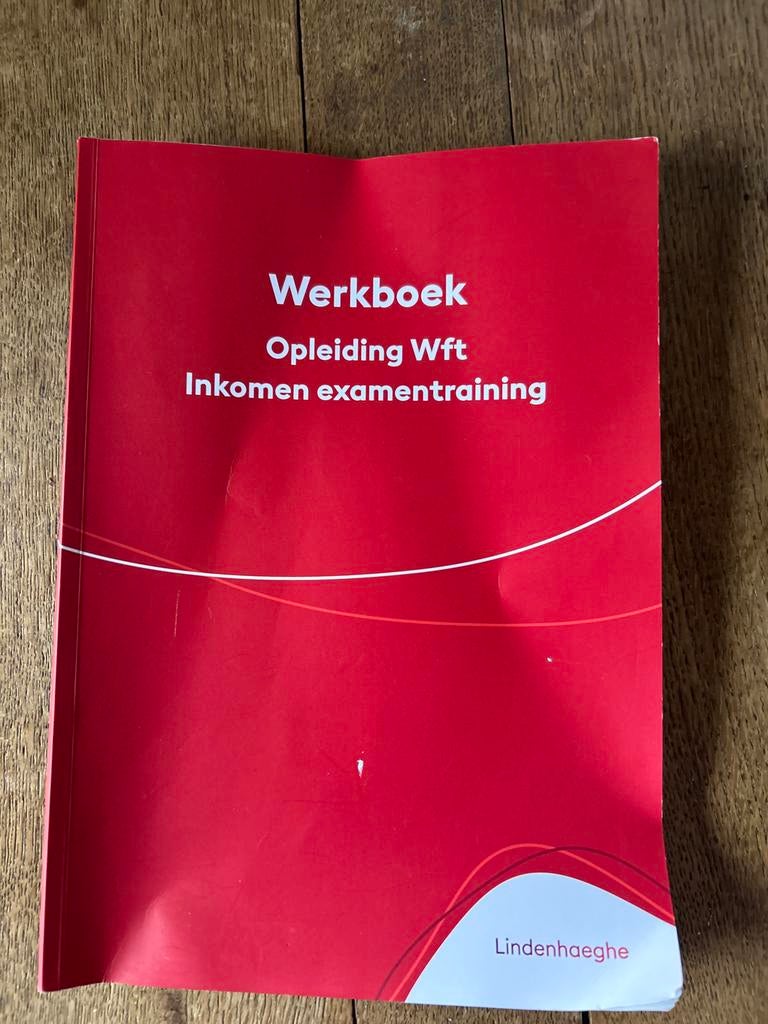 Werkboek
Opleiding Wft
Inkomen examentraining
Lindenhaeghe